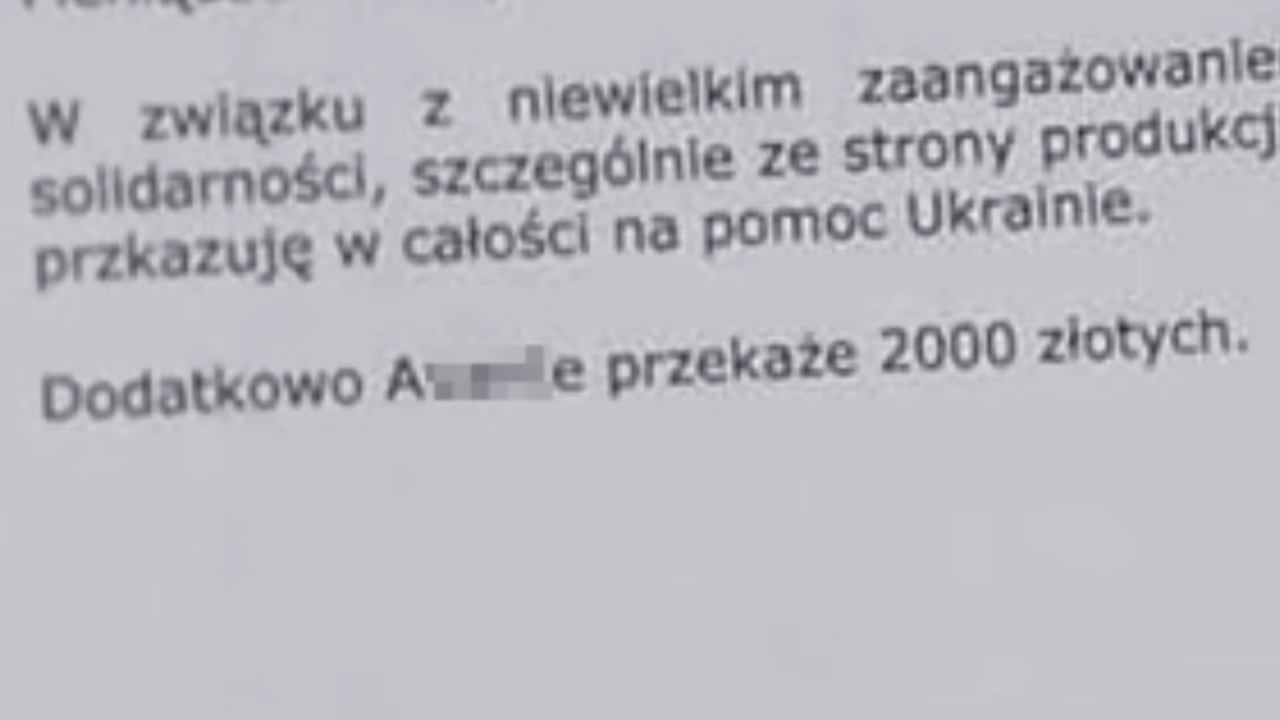 W związku z niewielkim zaangażowanie
solidarności, szczególnie ze strony produkcj
przkazuję w całości na pomoc Ukrainie.
Dodatkowo przekaże 2000 złotych.